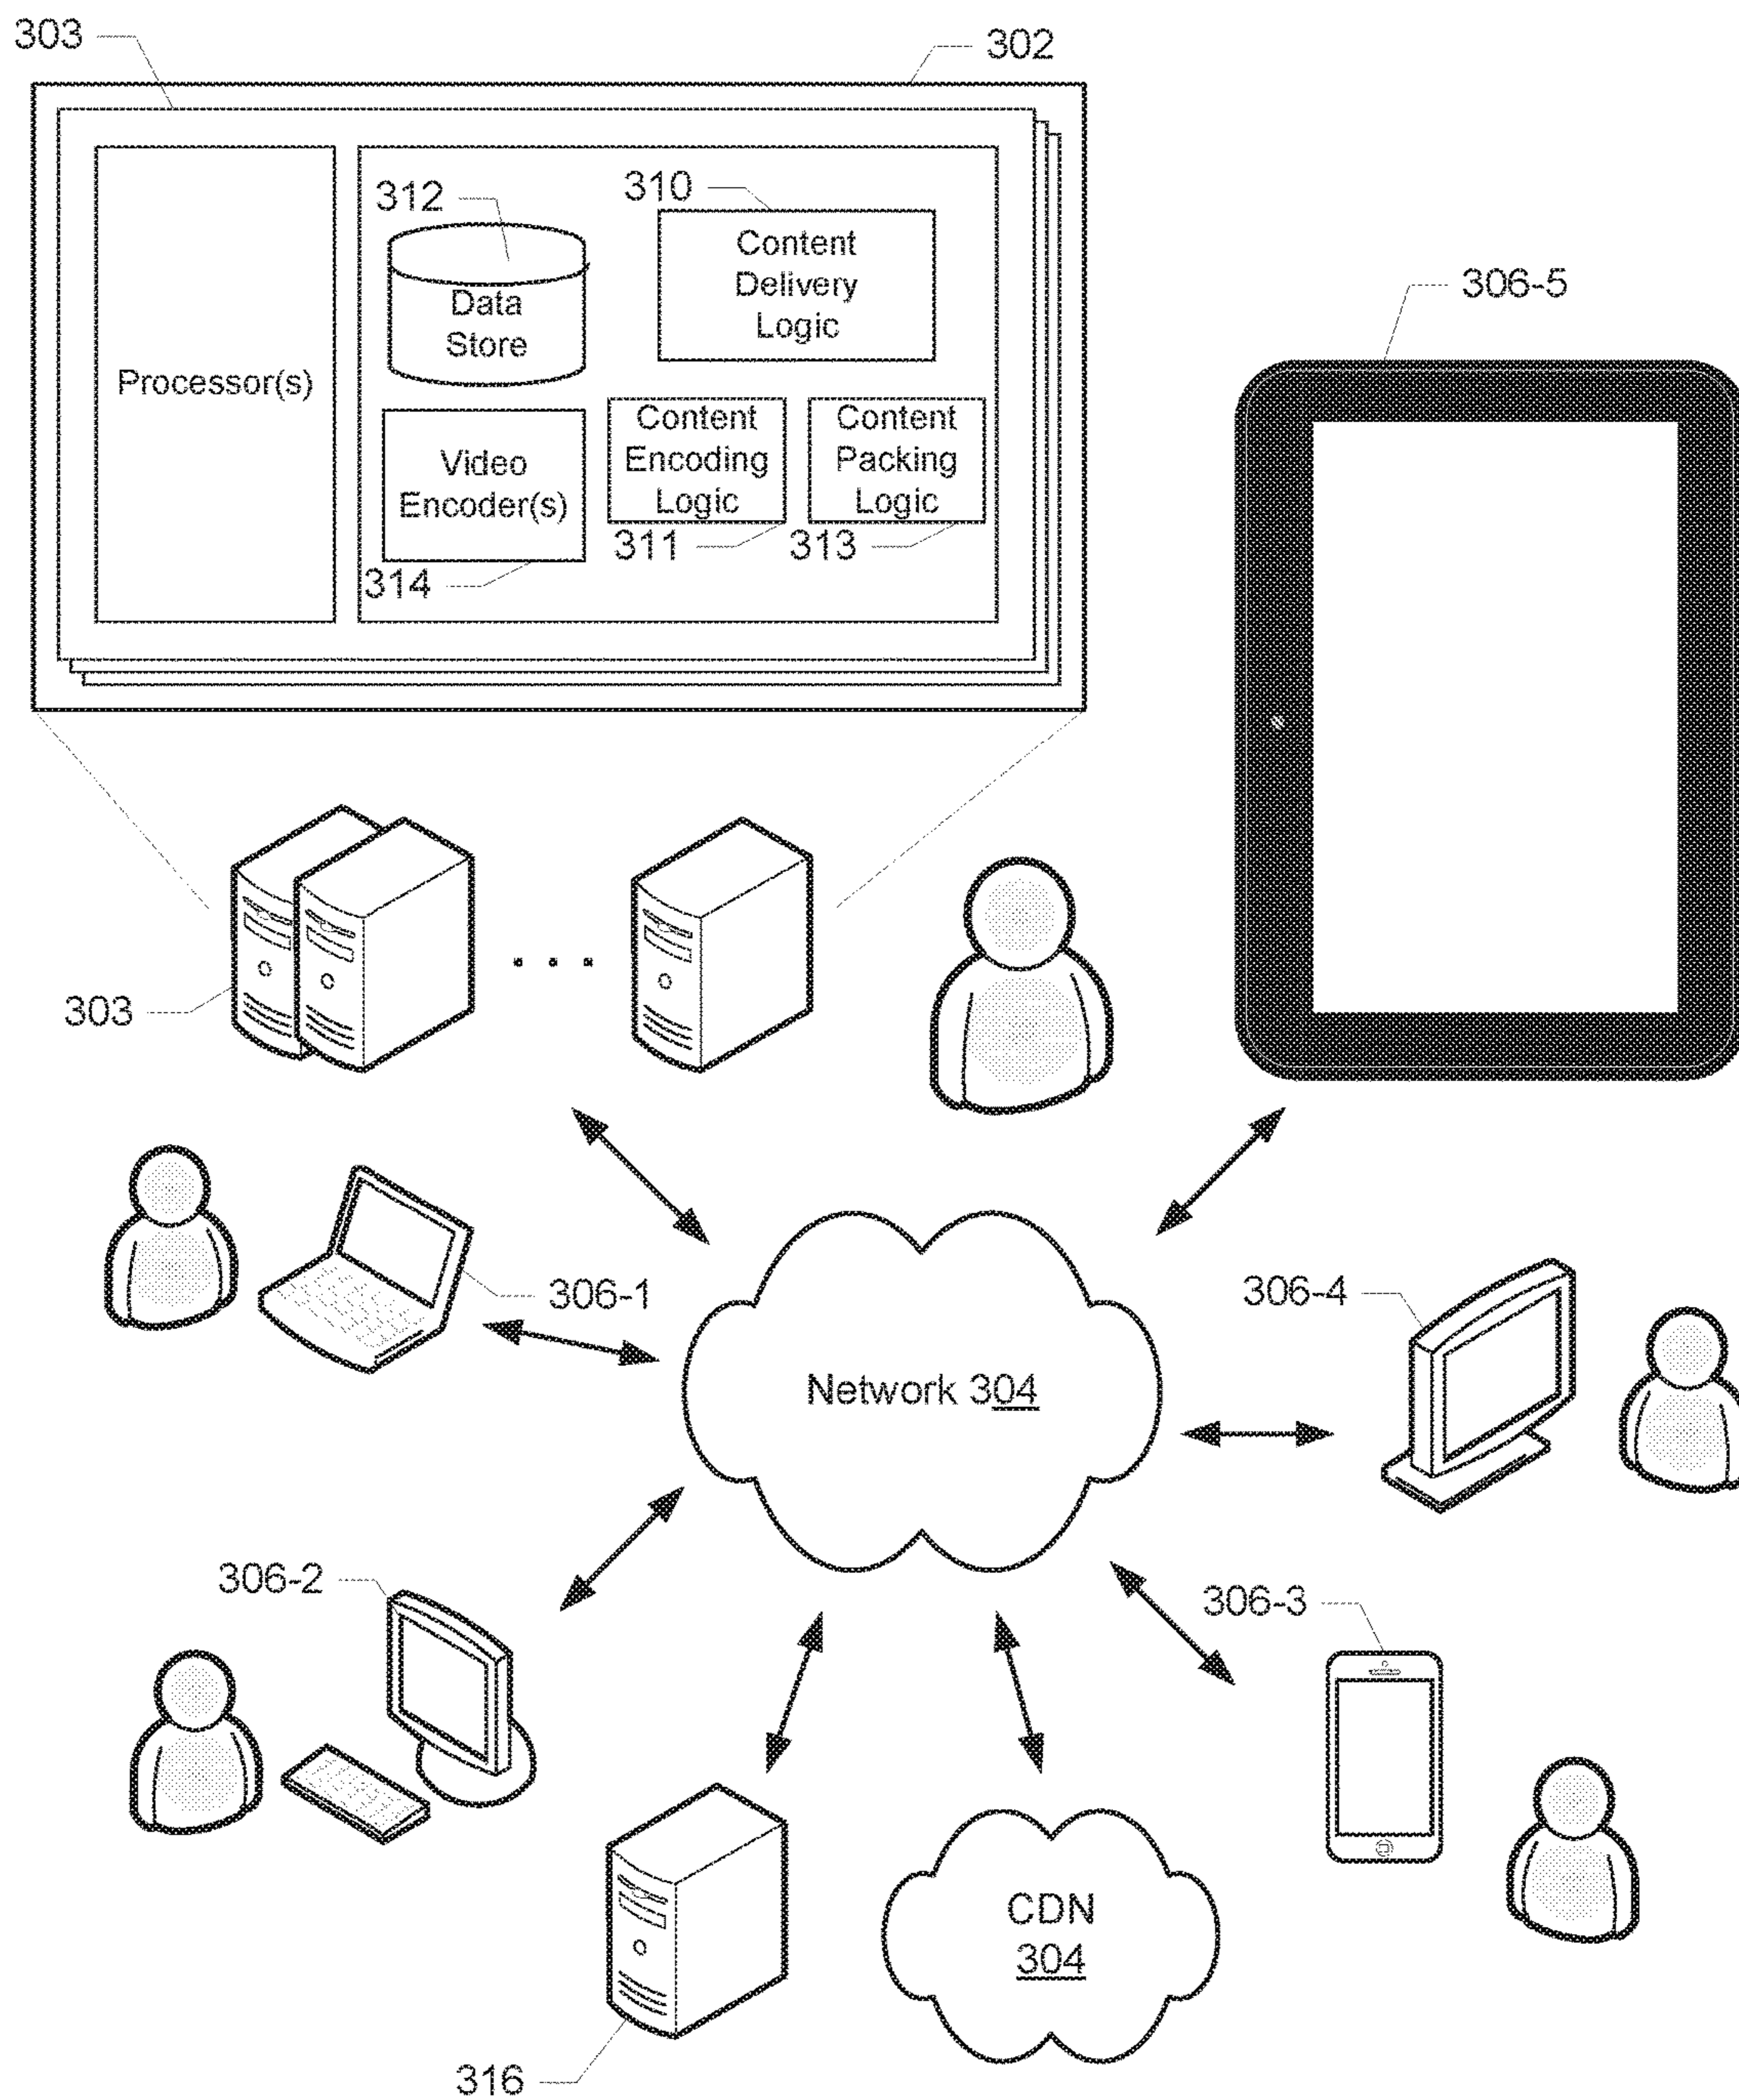 303
302
312
310
Content
Delivery
Logic
Data
Store
Processor(s)
Content
Encoding
Logic
Content
Packing
Logic
Video
Encoder(s)
311
313
314
306-5
303
306-1
306-4
Network 304
306-2
306-3
CDN
304
316